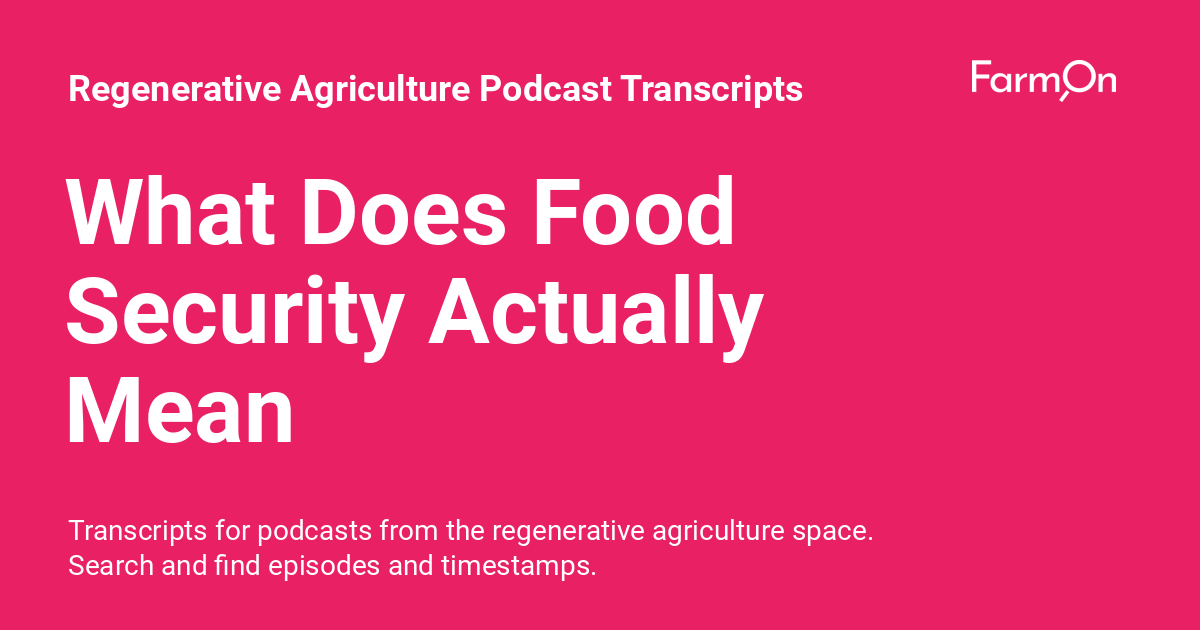 Regenerative Agriculture Podcast Transcripts
FarmOn
What Does Food
Security Actually
Mean
Transcripts for podcasts from the regenerative agriculture space.
Search and find episodes and timestamps.